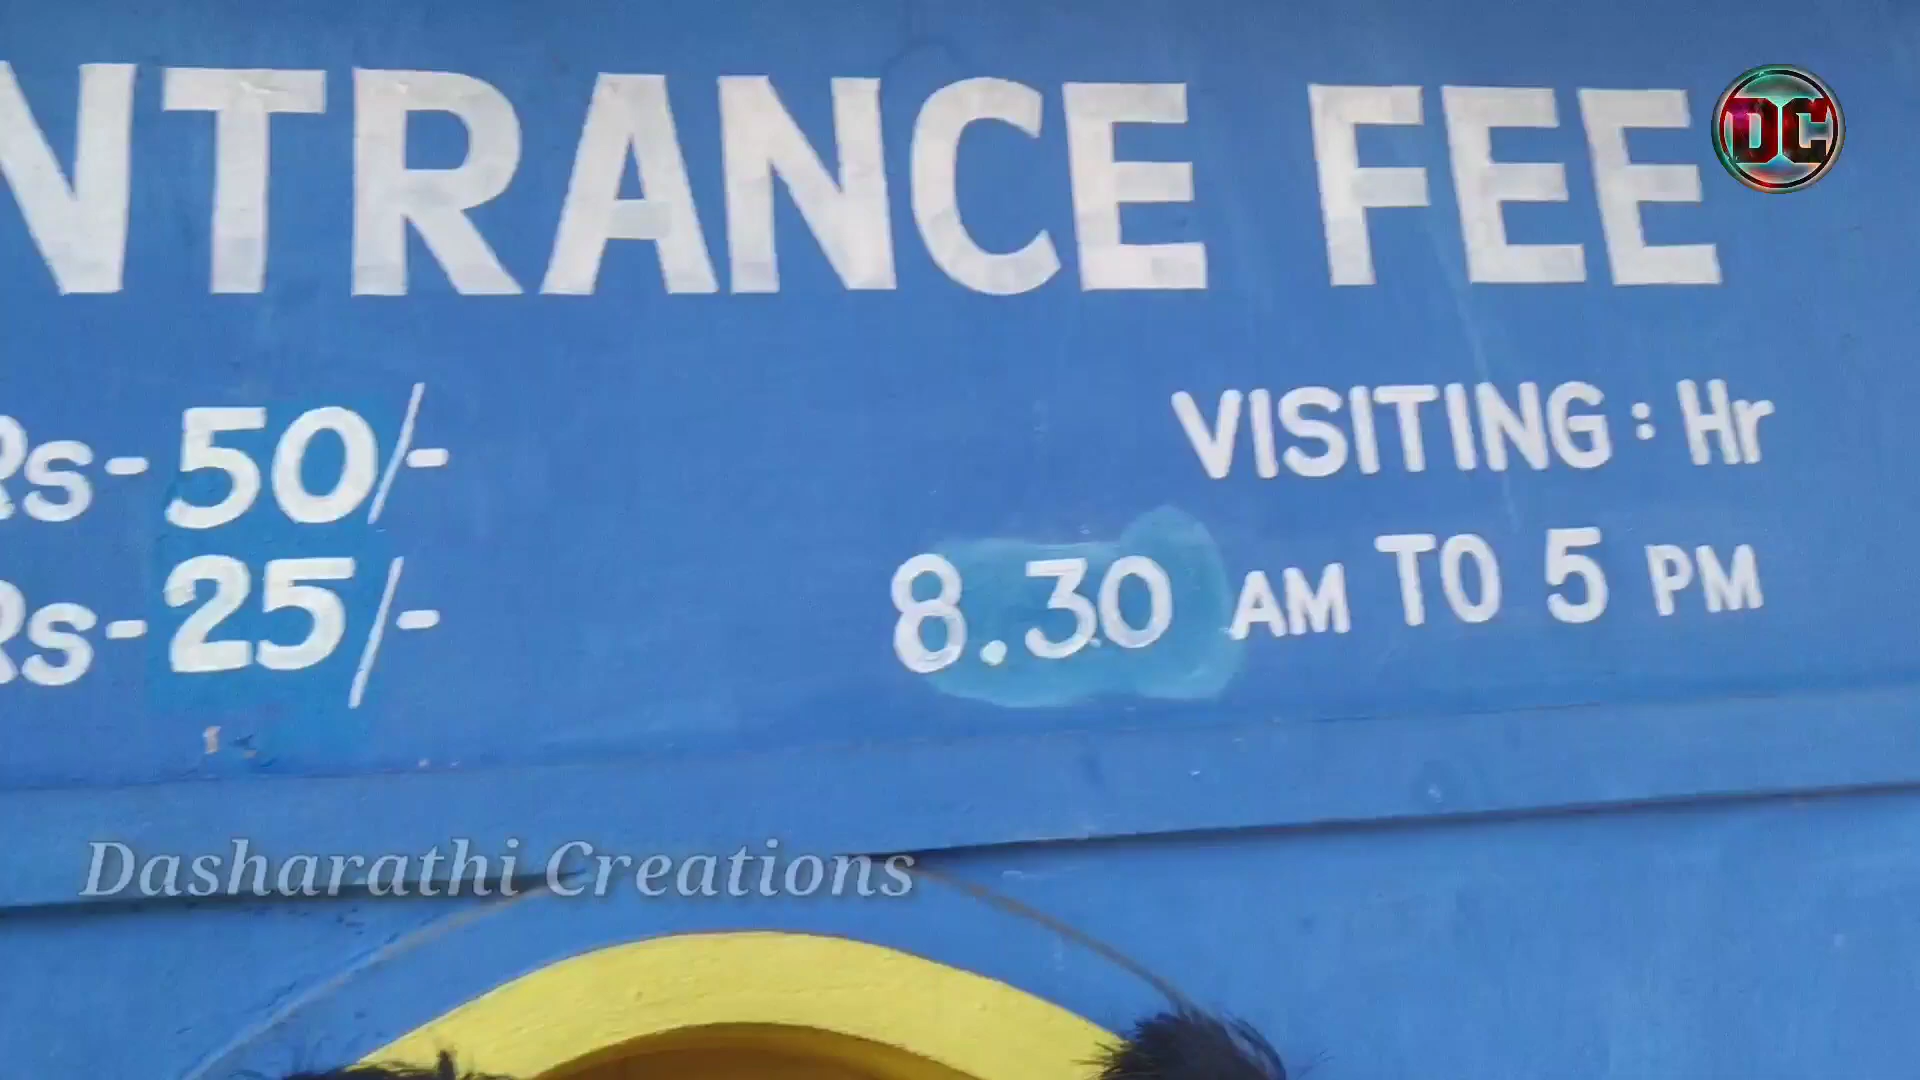 NTRANCE FEE
DC
Rs-50/-
VISITING : Hr
Rs-25/-
8.30 AM TO 5 PM
Dasharathi Creations